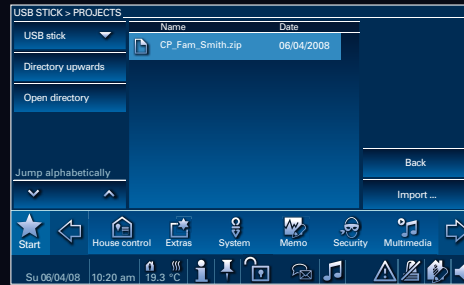 USB STICK > PROJECTS
USB stick
Directory upwards
Open directory
Jump alphabetically
Name Date
CP_Fam_Smith.zip 06/04/2008
Back
Import ...
Start
House control
Extras
System
Memo
Security
Multimedia
Su 06/04/08 10:20 am 19.3 °C